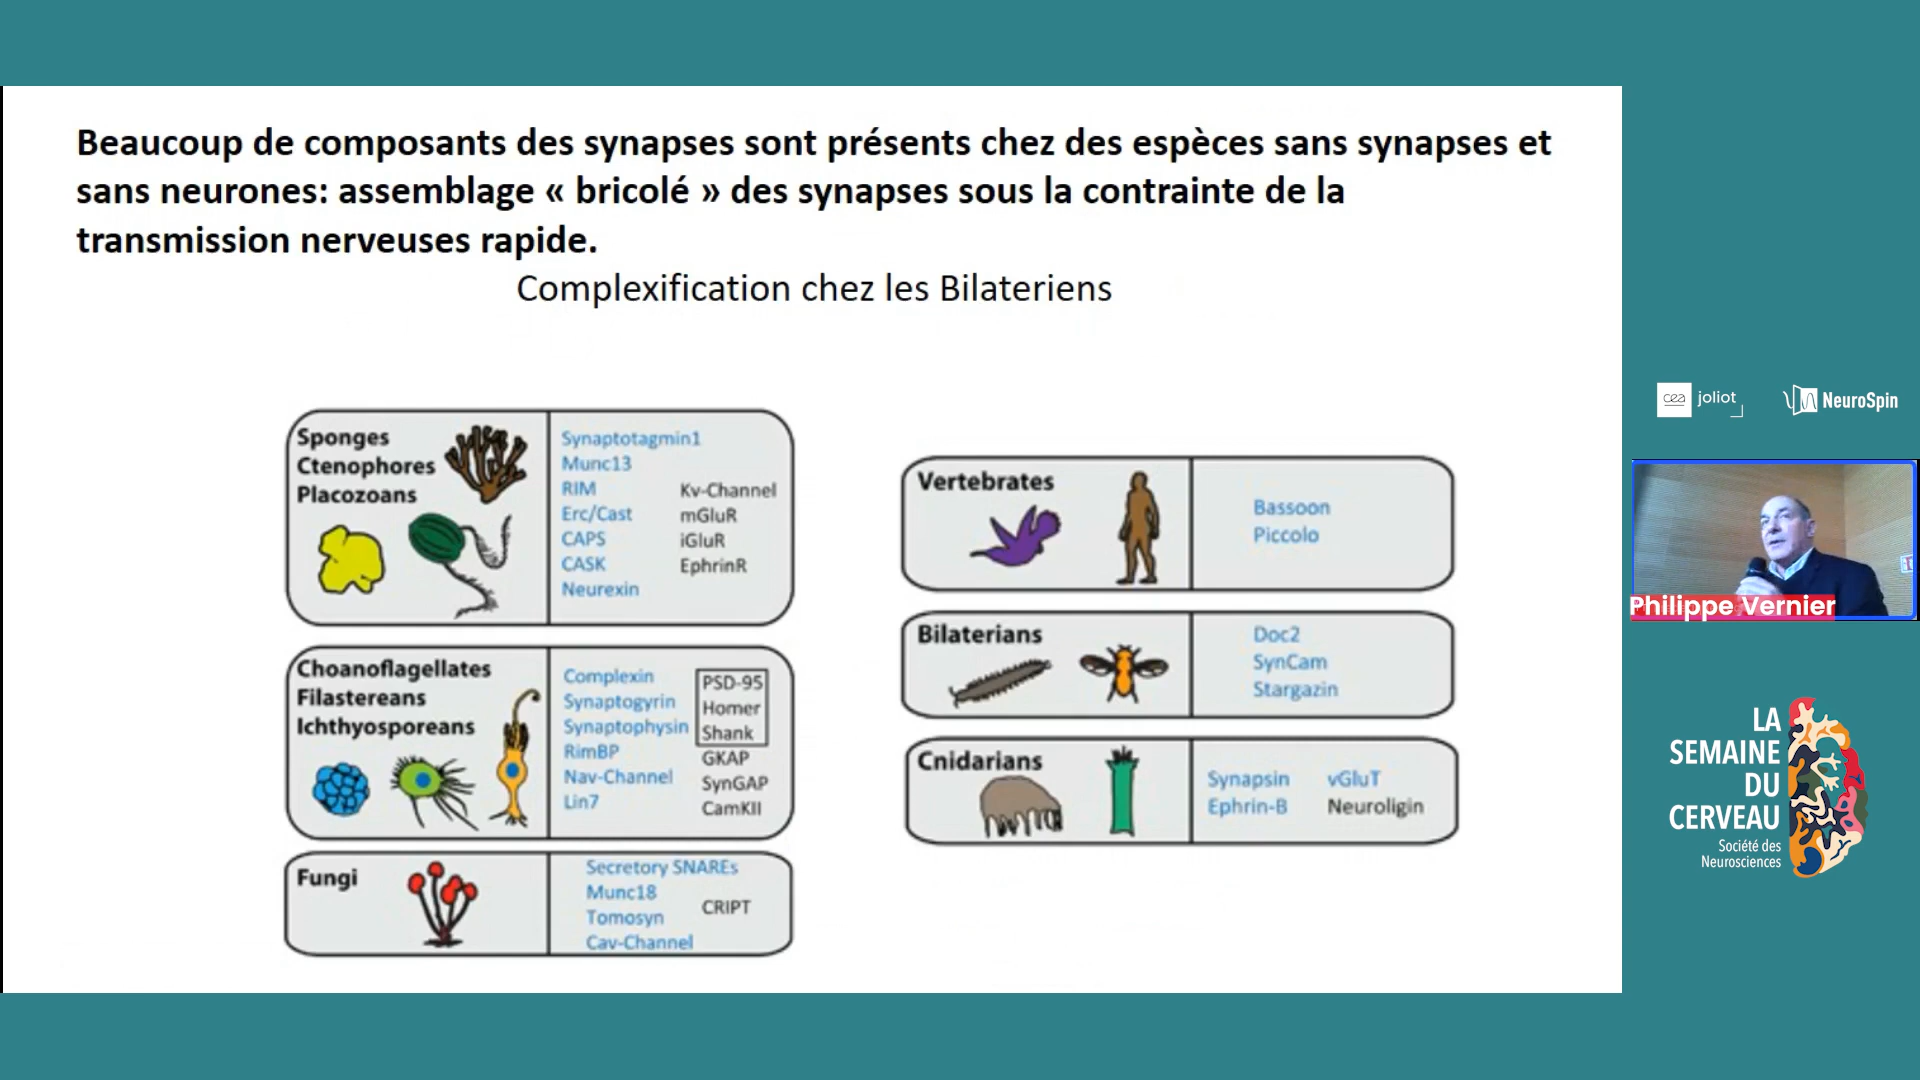 Beaucoup de composants des synapses sont présents chez des espèces sans synapses et
sans neurones: assemblage « bricolé » des synapses sous la contrainte de la
transmission nerveuses rapide.
Complexification chez les Bilateriens
Sponges
Ctenophores
Placozoans
Synaptotagmin1
Munc13
RIM
Erc/Cast
CAPS
CASK
Neurexin
Kv-Channel
mGluR
iGluR
EphrinR
Choanoflagellates
Filastereans
Ichthyosporeans
Complexin
Synaptogyrin
Synaptophysin
RimBP
Nav-Channel
Lin7
PSD-95
Homer
Shank
GKAP
SynGAP
CamKII
Fungi
Secretory SNAREs
Munc18
Tomosyn
Cav-Channel
CRIPT
Vertebrates
Bassoon
Piccolo
Bilaterians
Doc2
SynCam
Stargazin
Cnidarians
Synapsin
Ephrin-B
vGluT
Neuroligin
cea joliot
NeuroSpin
Philippe Vernier
LA
SEMAINE
DU
CERVEAU
Société des
Neurosciences